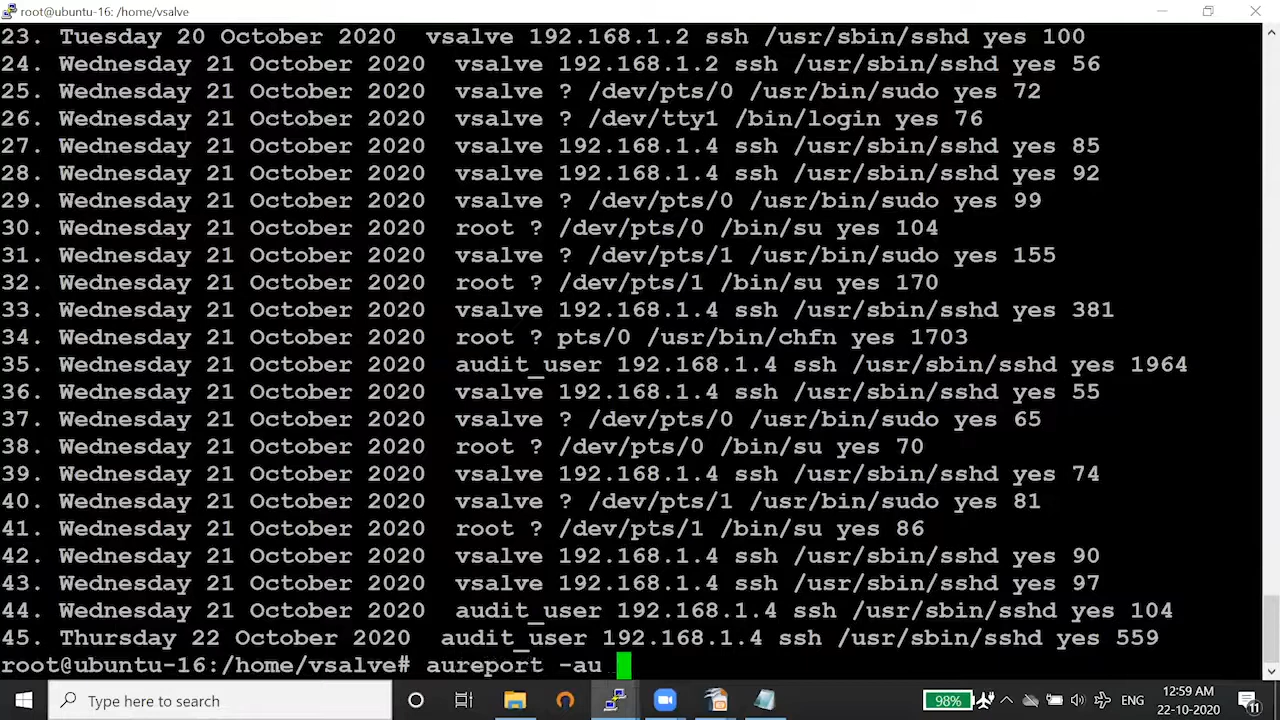 root@ubuntu-16: /home/vsalve
23. Tuesday 20 October 2020  vsalve 192.168.1.2 ssh /usr/sbin/sshd yes 100
24. Wednesday 21 October 2020  vsalve 192.168.1.2 ssh /usr/sbin/sshd yes 56
25. Wednesday 21 October 2020  vsalve ? /dev/pts/0 /usr/bin/sudo yes 72
26. Wednesday 21 October 2020  vsalve ? /dev/tty1 /bin/login yes 76
27. Wednesday 21 October 2020  vsalve 192.168.1.4 ssh /usr/sbin/sshd yes 85
28. Wednesday 21 October 2020  vsalve 192.168.1.4 ssh /usr/sbin/sshd yes 92
29. Wednesday 21 October 2020  vsalve ? /dev/pts/0 /usr/bin/sudo yes 99
30. Wednesday 21 October 2020  root ? /dev/pts/0 /bin/su yes 104
31. Wednesday 21 October 2020  vsalve ? /dev/pts/1 /usr/bin/sudo yes 155
32. Wednesday 21 October 2020  root ? /dev/pts/1 /bin/su yes 170
33. Wednesday 21 October 2020  vsalve 192.168.1.4 ssh /usr/sbin/sshd yes 381
34. Wednesday 21 October 2020  root ? pts/0 /usr/bin/chfn yes 1703
35. Wednesday 21 October 2020  audit_user 192.168.1.4 ssh /usr/sbin/sshd yes 1964
36. Wednesday 21 October 2020  vsalve 192.168.1.4 ssh /usr/sbin/sshd yes 55
37. Wednesday 21 October 2020  vsalve ? /dev/pts/0 /usr/bin/sudo yes 65
38. Wednesday 21 October 2020  root ? /dev/pts/0 /bin/su yes 70
39. Wednesday 21 October 2020  vsalve 192.168.1.4 ssh /usr/sbin/sshd yes 74
40. Wednesday 21 October 2020  vsalve ? /dev/pts/1 /usr/bin/sudo yes 81
41. Wednesday 21 October 2020  root ? /dev/pts/1 /bin/su yes 86
42. Wednesday 21 October 2020  vsalve 192.168.1.4 ssh /usr/sbin/sshd yes 90
43. Wednesday 21 October 2020  vsalve 192.168.1.4 ssh /usr/sbin/sshd yes 97
44. Wednesday 21 October 2020  audit_user 192.168.1.4 ssh /usr/sbin/sshd yes 104
45. Thursday 22 October 2020  audit_user 192.168.1.4 ssh /usr/sbin/sshd yes 559
root@ubuntu-16:/home/vsalve# aureport -au
Type here to search
98%
ENG
12:59 AM
22-10-2020
11